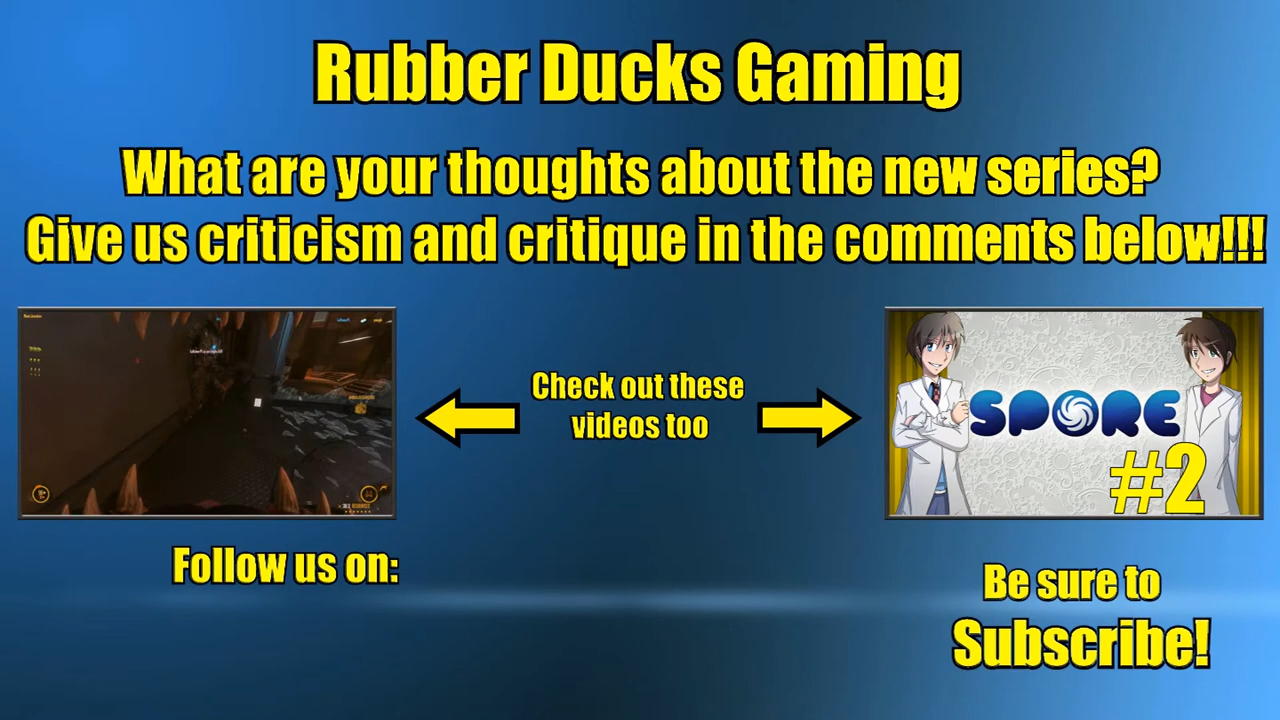 Rubber Ducks Gaming
What are your thoughts about the new series?
Give us criticism and critique in the comments below!!!
Check out these
videos too
SPORE
#2
Follow us on:
Be sure to
Subscribe!